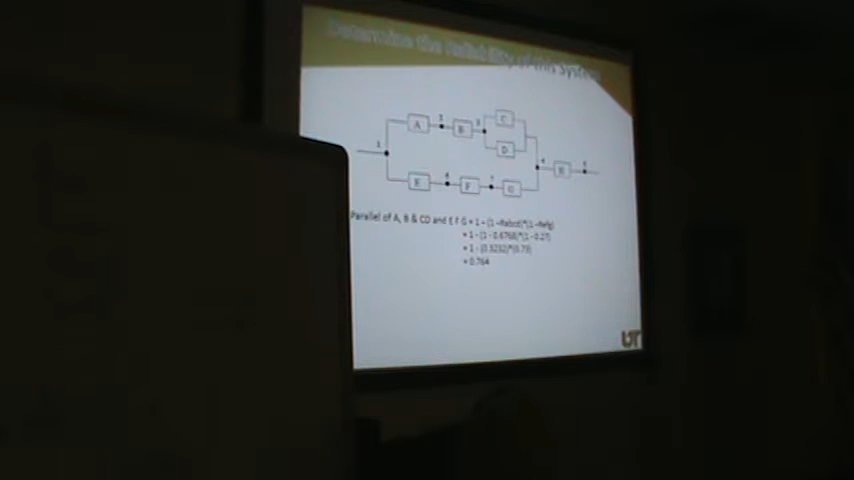 Determine the Reliability of this System
A
B
C
D
E
F
G
H
Parallel of A, B & CD and E F G = 1 - (1 -Rabcd)*(1 -Refg)
= 1 - (1 - 0.6768)*(1 - 0.27)
= 1 - (0.3232)*(0.73)
= 0.764
UT